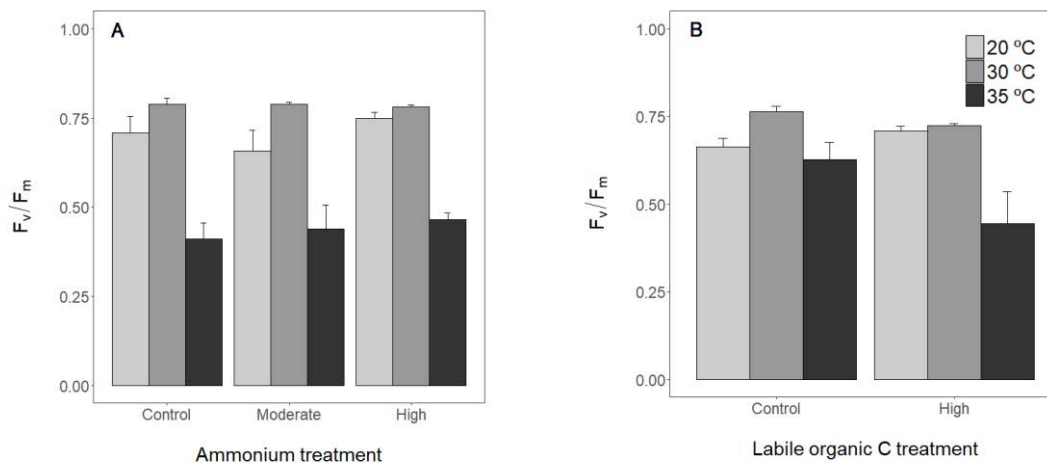 A
1.00
0.75
0.50
0.25
0.00
Fv/Fm
Control Moderate High
Ammonium treatment
B
20 ºC
30 ºC
35 ºC
1.00
0.75
0.50
0.25
0.00
Fv/Fm
Control High
Labile organic C treatment